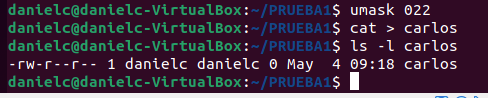 danielc@danielc-VirtualBox:~/PRUEBA1$ umask 022
danielc@danielc-VirtualBox:~/PRUEBA1$ cat > carlos
danielc@danielc-VirtualBox:~/PRUEBA1$ ls -l carlos
-rw-r--r-- 1 danielc danielc 0 May  4 09:18 carlos
danielc@danielc-VirtualBox:~/PRUEBA1$